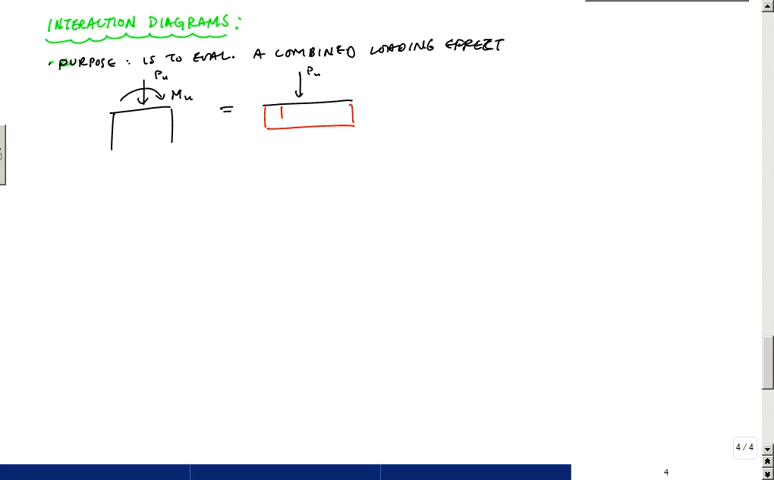 INTERACTION DIAGRAMS:
• PURPOSE: IS TO EVAL. A COMBINED LOADING EFFECT
Pu
Mu
=
Pu
4/4
4